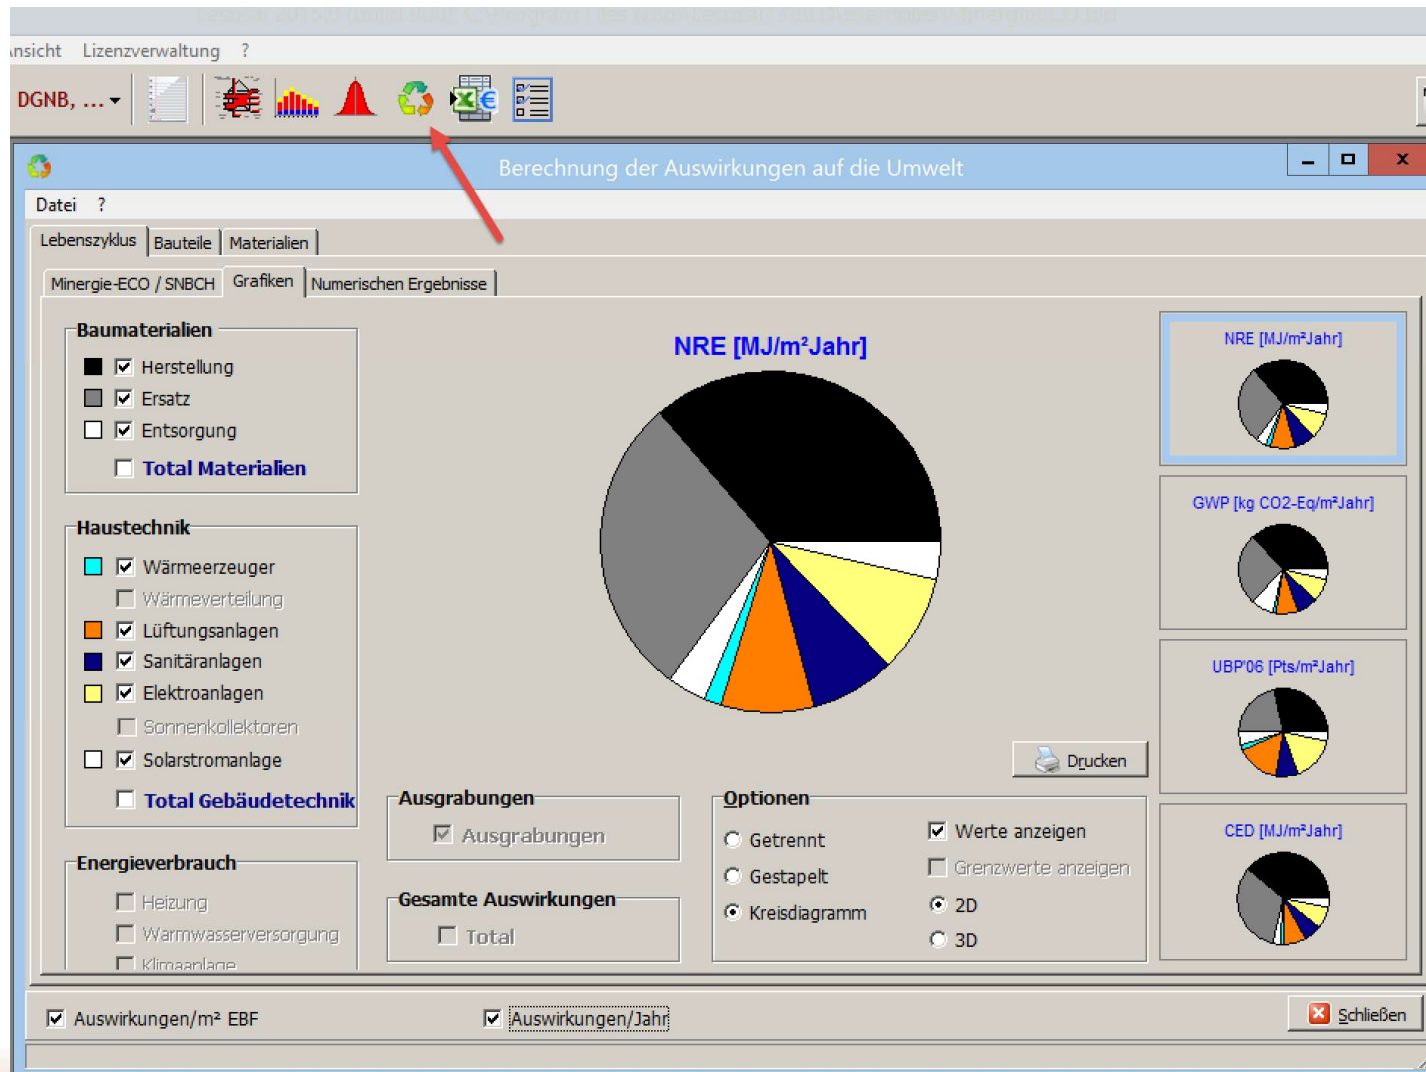 Ansicht Lizenzverwaltung ?
DGNB, ...
Berechnung der Auswirkungen auf die Umwelt
Datei ?
Lebenszyklus Bauteile Materialien
Minergie-ECO / SNBCH Grafiken Numerischen Ergebnisse
Baumaterialien
Herstellung
Ersatz
Entsorgung
Total Materialien
Haustechnik
Wärmeerzeuger
Wärmeverteilung
Lüftungsanlagen
Sanitäranlagen
Elektroanlagen
Sonnenkollektoren
Solarstromanlage
Total Gebäudetechnik
Energieverbrauch
Heizung
Warmwasserversorgung
Klimaanlage
NRE [MJ/m²Jahr]
Drucken
Ausgrabungen
Ausgrabungen
Gesamte Auswirkungen
Total
Optionen
Getrennt
Gestapelt
Kreisdiagramm
Werte anzeigen
Grenzwerte anzeigen
2D
3D
NRE [MJ/m²Jahr]
GWP [kg CO2-Eq/m²Jahr]
UBP'06 [Pts/m²Jahr]
CED [MJ/m²Jahr]
Auswirkungen/m² EBF Auswirkungen/Jahr Schließen